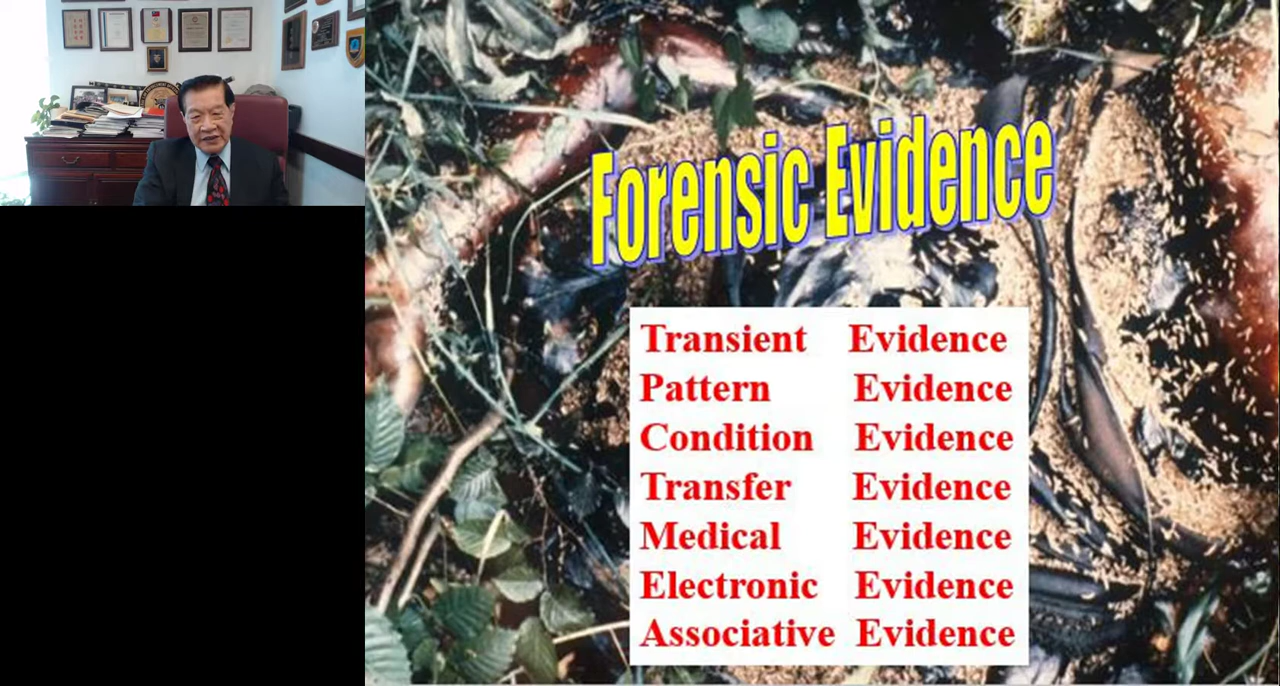 Forensic Evidence
Transient Evidence
Pattern Evidence
Condition Evidence
Transfer Evidence
Medical Evidence
Electronic Evidence
Associative Evidence